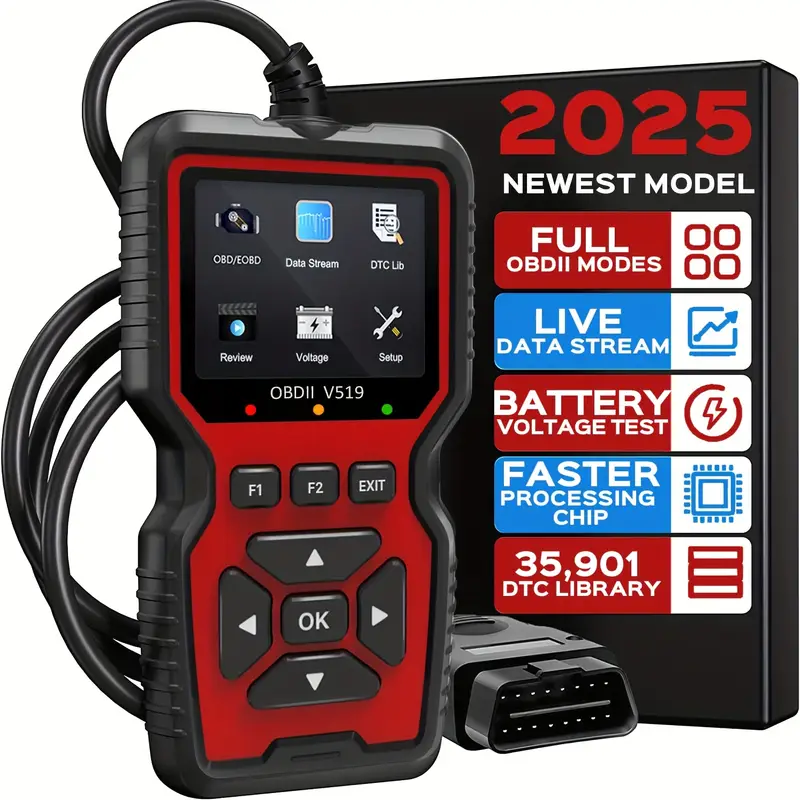 2025
NEWEST MODEL
FULL
OBDII MODES
LIVE
DATA STREAM
BATTERY
VOLTAGE TEST
FASTER
PROCESSING
CHIP
35,901
DTC LIBRARY
OBD/EOBD Data Stream DTC Lib
Review Voltage Setup
OBDII V519
F1 F2 EXIT
OK